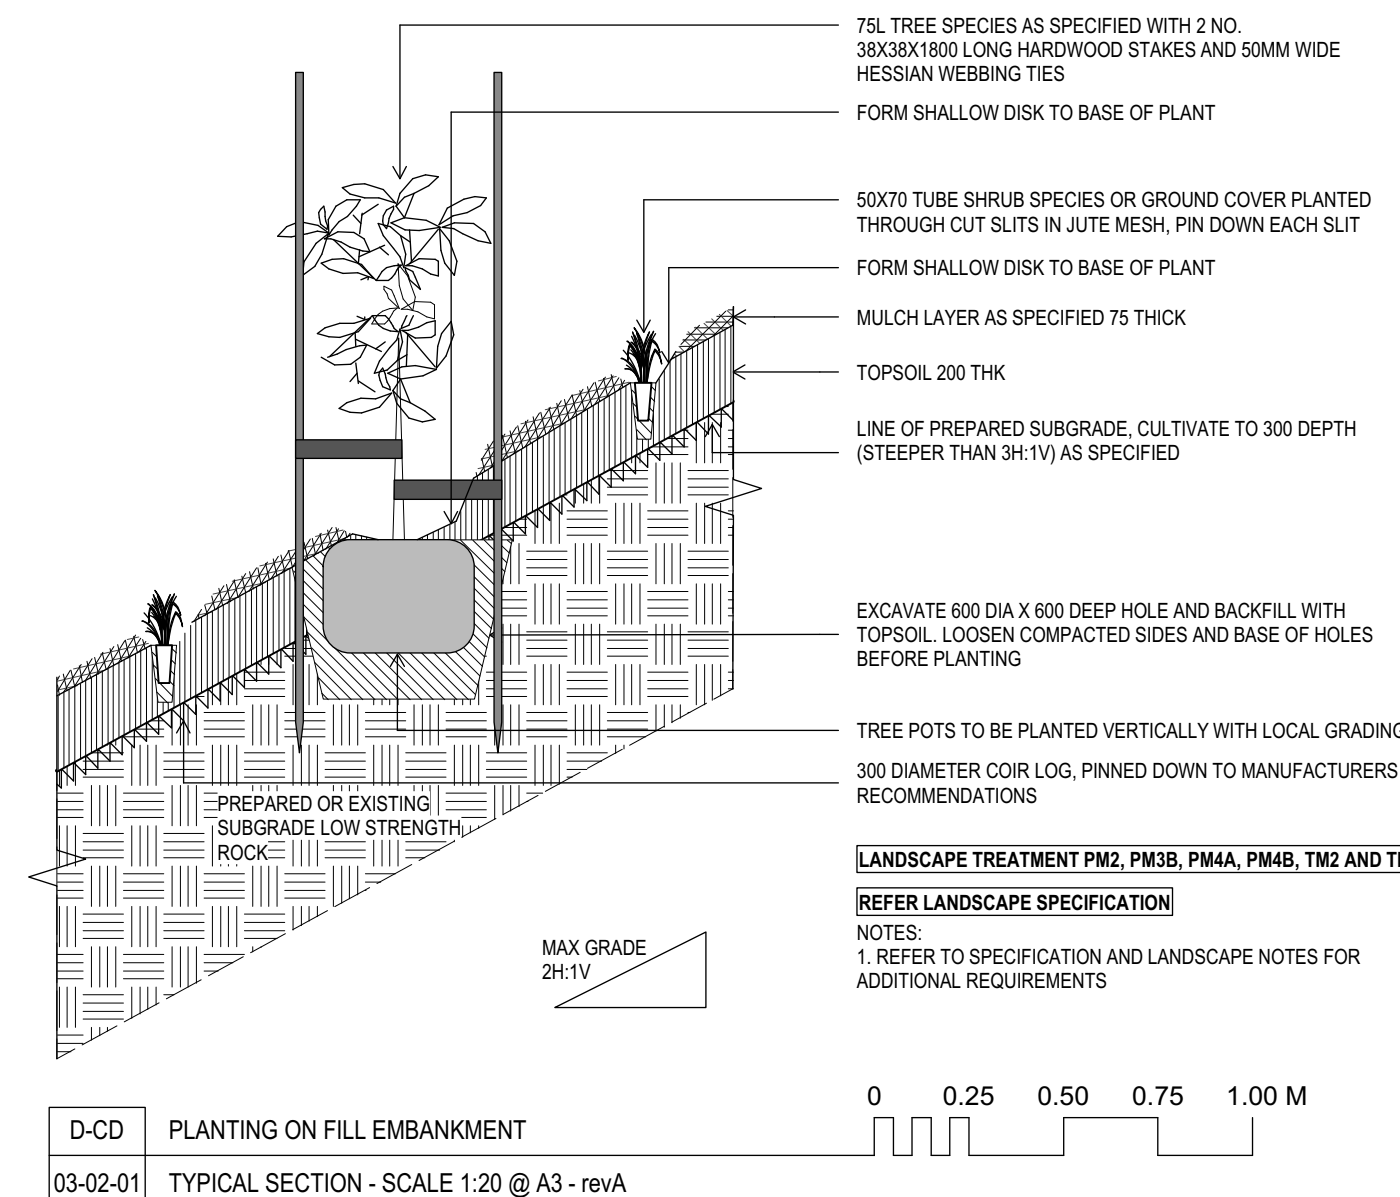 75L TREE SPECIES AS SPECIFIED WITH 2 NO.
38X38X1800 LONG HARDWOOD STAKES AND 50MM WIDE
HESSIAN WEBBING TIES
FORM SHALLOW DISK TO BASE OF PLANT
50X70 TUBE SHRUB SPECIES OR GROUND COVER PLANTED
THROUGH CUT SLITS IN JUTE MESH, PIN DOWN EACH SLIT
FORM SHALLOW DISK TO BASE OF PLANT
MULCH LAYER AS SPECIFIED 75 THICK
TOPSOIL 200 THK
LINE OF PREPARED SUBGRADE, CULTIVATE TO 300 DEPTH
(STEEPER THAN 3H:1V) AS SPECIFIED
EXCAVATE 600 DIA X 600 DEEP HOLE AND BACKFILL WITH
TOPSOIL. LOOSEN COMPACTED SIDES AND BASE OF HOLES
BEFORE PLANTING
TREE POTS TO BE PLANTED VERTICALLY WITH LOCAL GRADING
300 DIAMETER COIR LOG, PINNED DOWN TO MANUFACTURERS
RECOMMENDATIONS
PREPARED OR EXISTING
SUBGRADE LOW STRENGTH
ROCK
LANDSCAPE TREATMENT PM2, PM3B, PM4A, PM4B, TM2 AND
REFER LANDSCAPE SPECIFICATION
NOTES:
1. REFER TO SPECIFICATION AND LANDSCAPE NOTES FOR
ADDITIONAL REQUIREMENTS
MAX GRADE
2H:1V
0 0.25 0.50 0.75 1.00 M
D-CD PLANTING ON FILL EMBANKMENT
03-02-01 TYPICAL SECTION - SCALE 1:20 @ A3 - revA